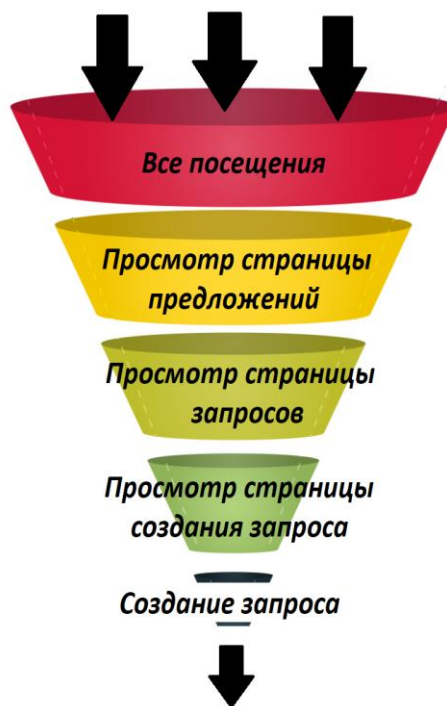 Все посещения
Просмотр страницы
предложений
Просмотр страницы
запросов
Просмотр страницы
создания запроса
Создание запроса